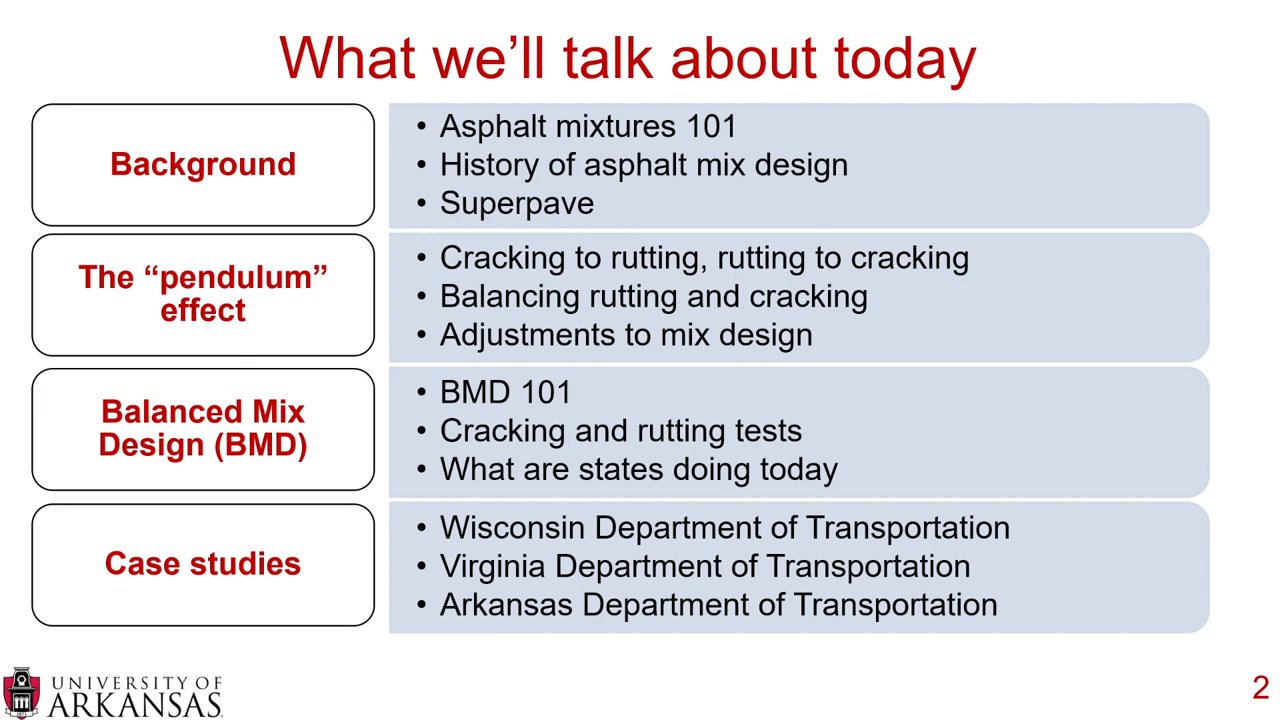 What we’ll talk about today
Background
• Asphalt mixtures 101
• History of asphalt mix design
• Superpave
The “pendulum”
effect
• Cracking to rutting, rutting to cracking
• Balancing rutting and cracking
• Adjustments to mix design
Balanced Mix
Design (BMD)
• BMD 101
• Cracking and rutting tests
• What are states doing today
Case studies
• Wisconsin Department of Transportation
• Virginia Department of Transportation
• Arkansas Department of Transportation
UNIVERSITY OF
ARKANSAS
2